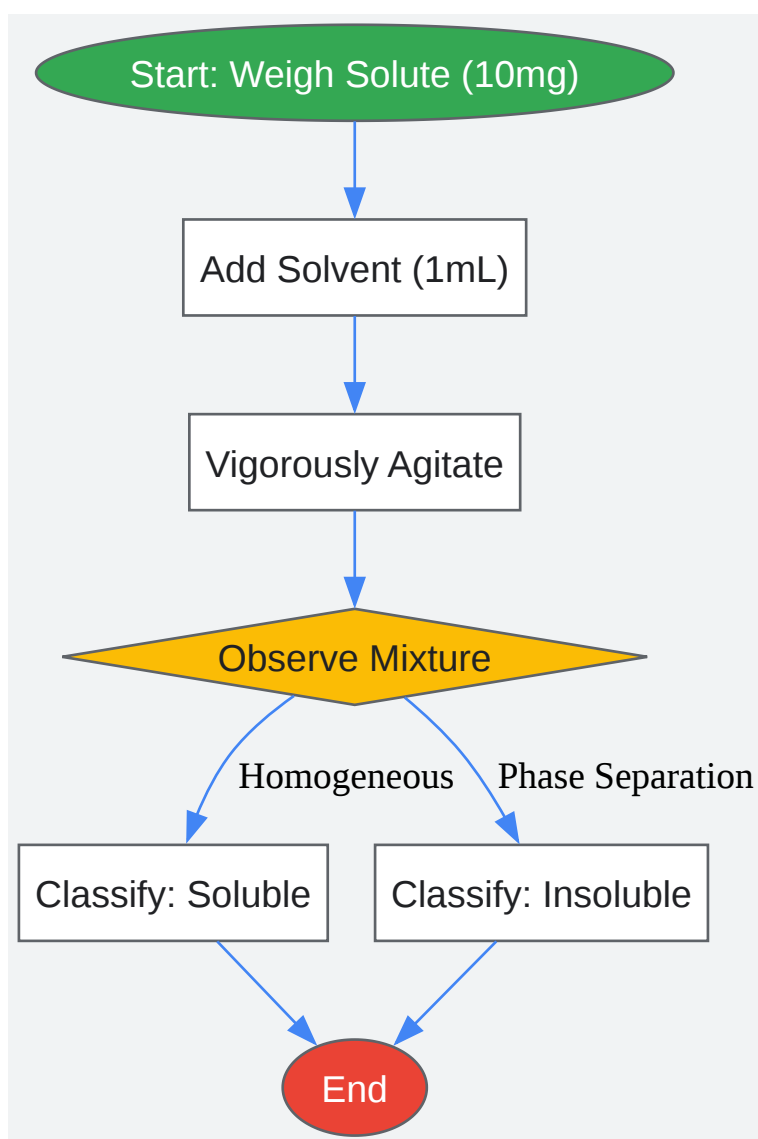 Start: Weigh Solute (10mg)
Add Solvent (1mL)
Vigorously Agitate
Observe Mixture
Homogeneous
Phase Separation
Classify: Soluble
Classify: Insoluble
End